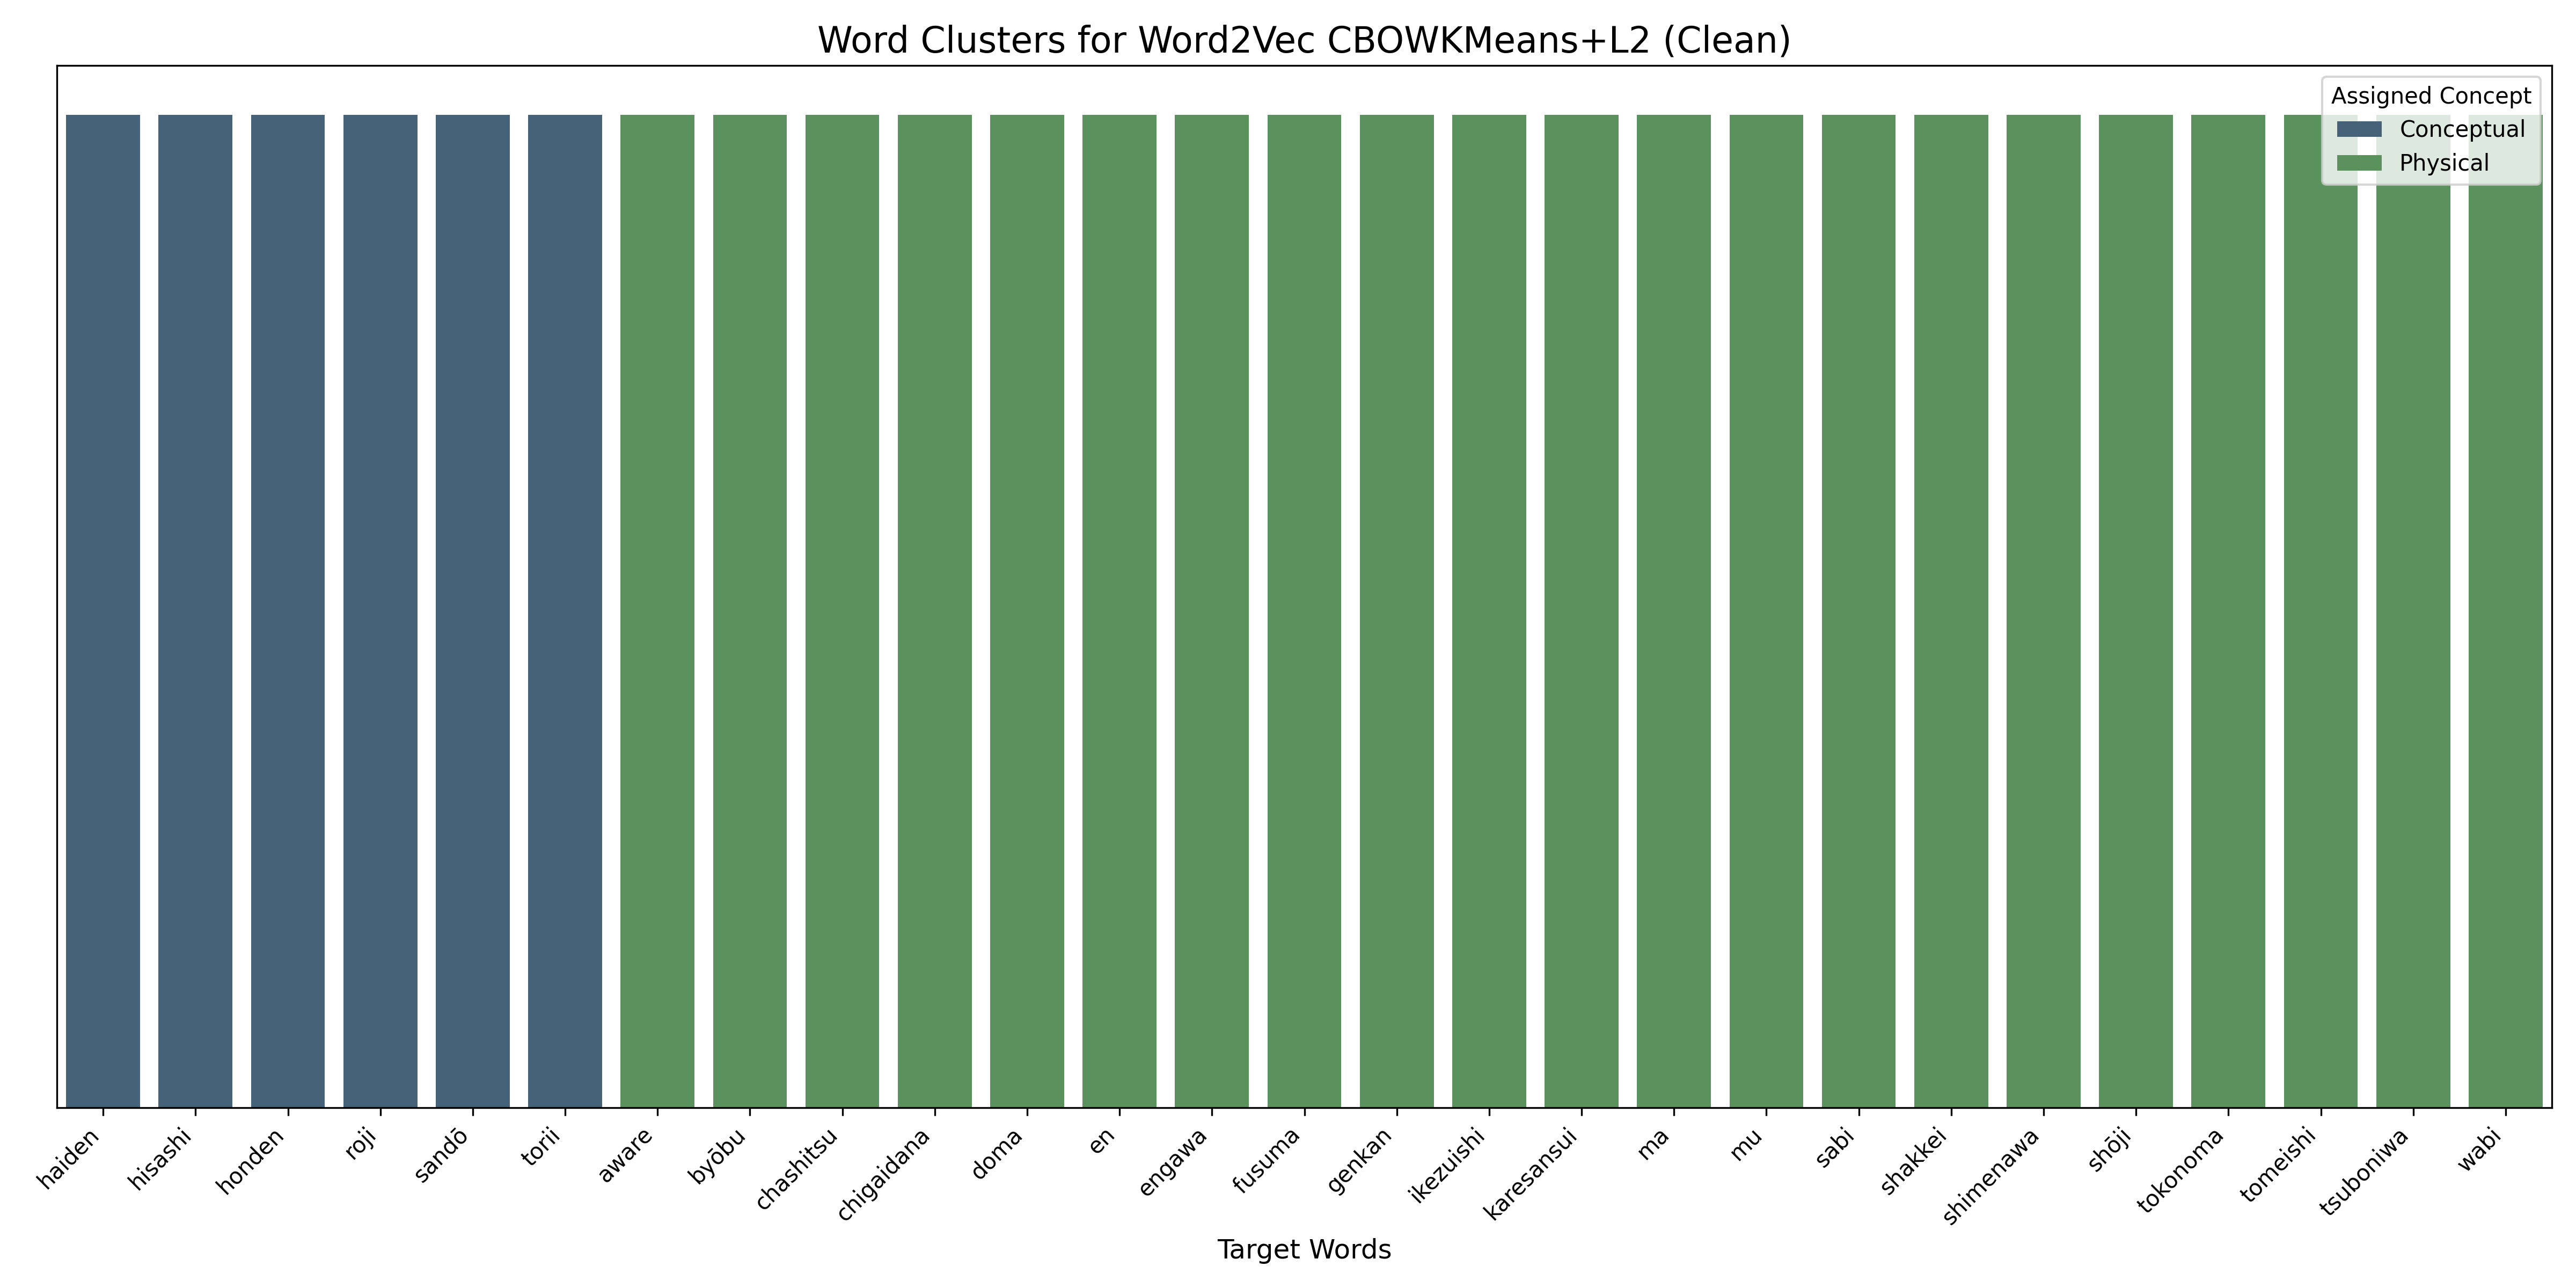 Word Clusters for Word2Vec CBOWKMeans+L2 (Clean)
Assigned Concept
Conceptual
Physical
haiden
hisashi
honden
roji
sandō
torii
aware
byōbu
chashitsu
chigaidana
doma
en
engawa
fusuma
genkan
ikezuishi
karesansui
ma
mu
sabi
shakkei
shimenawa
shōji
tokonoma
tomeishi
tsuboniwa
wabi
Target Words